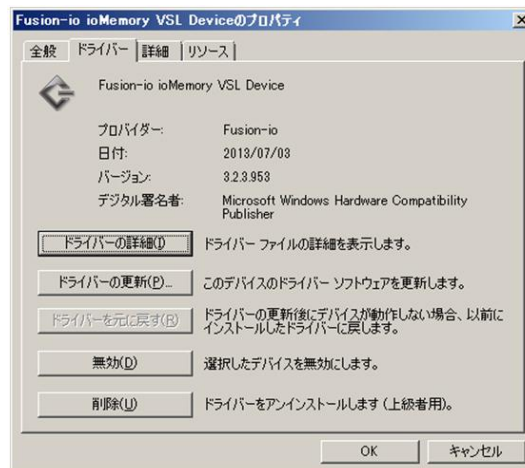 Fusion-io ioMemory VSL Deviceのプロパティ
全般
ドライバー
詳細
リソース
Fusion-io ioMemory VSL Device
プロバイダー:
Fusion-io
日付:
2013/07/03
バージョン:
3.2.3.953
デジタル署名者:
Microsoft Windows Hardware Compatibility
Publisher
ドライバーの詳細(I)
ドライバー ファイルの詳細を表示します。
ドライバーの更新(P)...
このデバイスのドライバー ソフトウェアを更新します。
ドライバーを元に戻す(R)
ドライバーの更新後にデバイスが動作しない場合、以前に
インストールしたドライバーに戻します。
無効(D)
選択したデバイスを無効にします。
削除(U)
ドライバーをアンインストールします (上級者用)。
OK
キャンセル